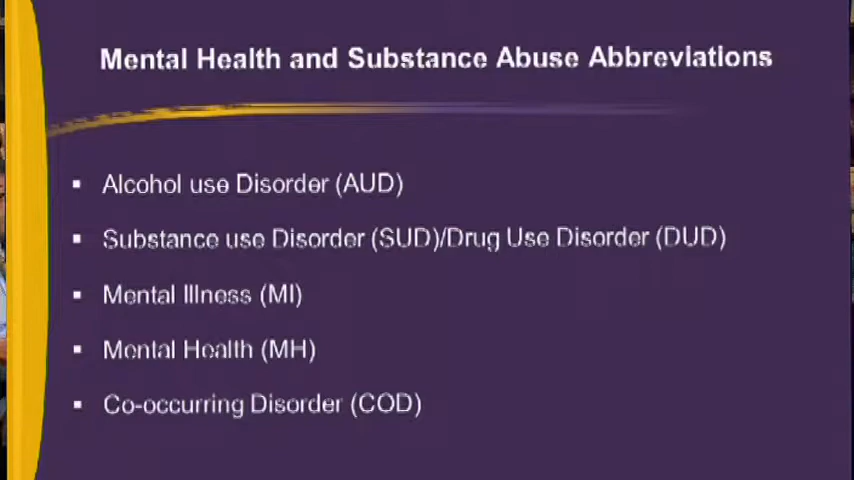 Mental Health and Substance Abuse Abbreviations
▪ Alcohol use Disorder (AUD)
▪ Substance use Disorder (SUD)/Drug Use Disorder (DUD)
▪ Mental Illness (MI)
▪ Mental Health (MH)
▪ Co-occurring Disorder (COD)